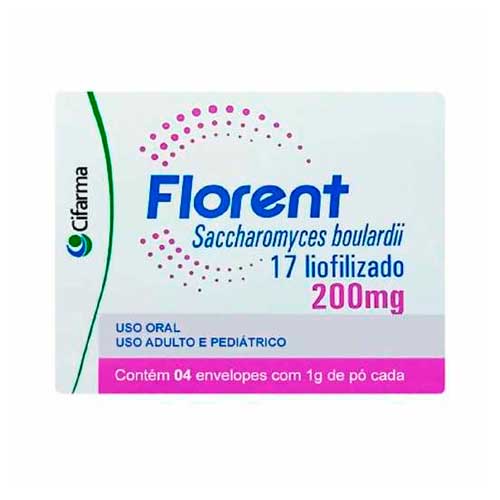 Cifarma
Florent
Saccharomyces boulardii
17 liofilizado
200mg
USO ORAL
USO ADULTO E PEDIÁTRICO
Contém 04 envelopes com 1g de pó cada